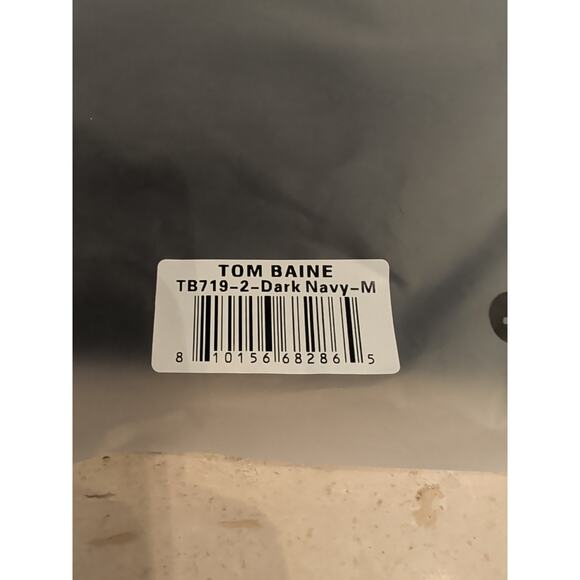 TOM BAINE
TB719-2-Dark Navy-M
8 10156 68286 5